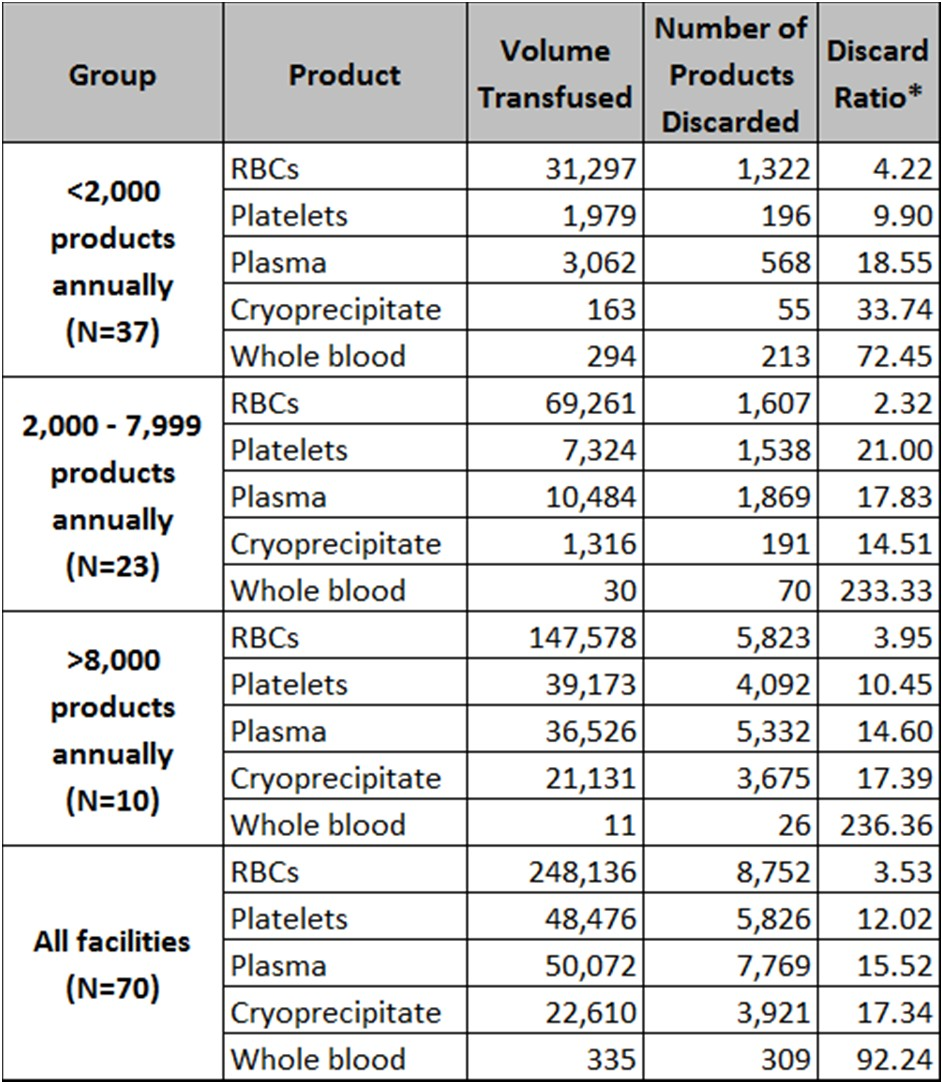 Group Product Volume Transfused Number of Products Discarded Discard Ratio*
<2,000 products annually (N=37)
RBCs 31,297 1,322 4.22
Platelets 1,979 196 9.90
Plasma 3,062 568 18.55
Cryoprecipitate 163 55 33.74
Whole blood 294 213 72.45
2,000 - 7,999 products annually (N=23)
RBCs 69,261 1,607 2.32
Platelets 7,324 1,538 21.00
Plasma 10,484 1,869 17.83
Cryoprecipitate 1,316 191 14.51
Whole blood 30 70 233.33
>8,000 products annually (N=10)
RBCs 147,578 5,823 3.95
Platelets 39,173 4,092 10.45
Plasma 36,526 5,332 14.60
Cryoprecipitate 21,131 3,675 17.39
Whole blood 11 26 236.36
All facilities (N=70)
RBCs 248,136 8,752 3.53
Platelets 48,476 5,826 12.02
Plasma 50,072 7,769 15.52
Cryoprecipitate 22,610 3,921 17.34
Whole blood 335 309 92.24